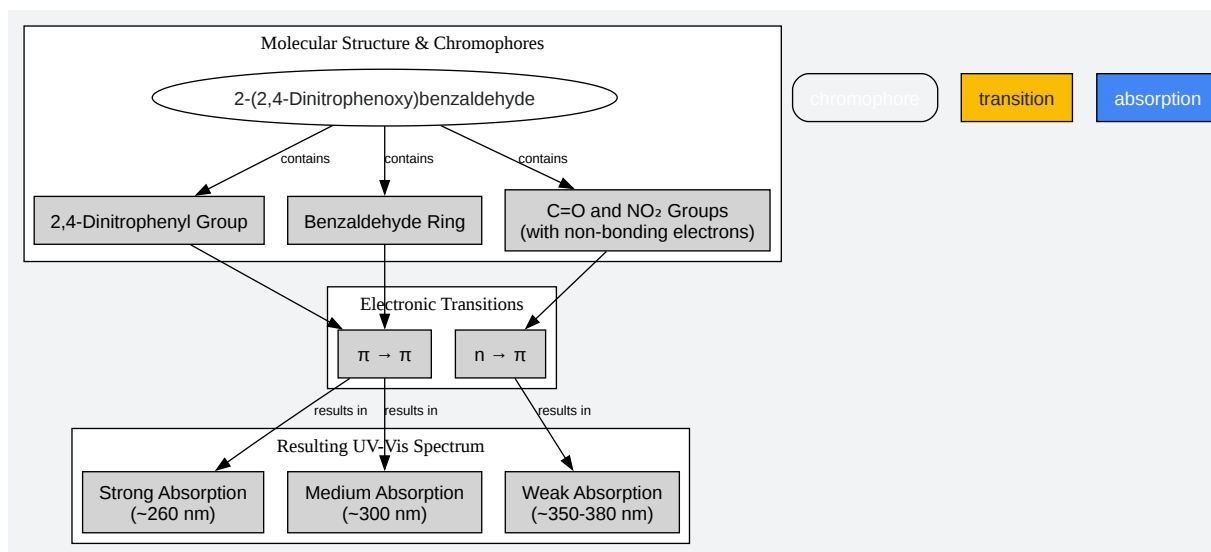 Molecular Structure & Chromophores
2-(2,4-Dinitrophenoxy)benzaldehyde
chromophore
transition
absorption
contains
contains
contains
2,4-Dinitrophenyl Group
Benzaldehyde Ring
C=O and NO₂ Groups
(with non-bonding electrons)
Electronic Transitions
π → π
n → π
results in
results in
results in
Resulting UV-Vis Spectrum
Strong Absorption
(~260 nm)
Medium Absorption
(~300 nm)
Weak Absorption
(~350-380 nm)